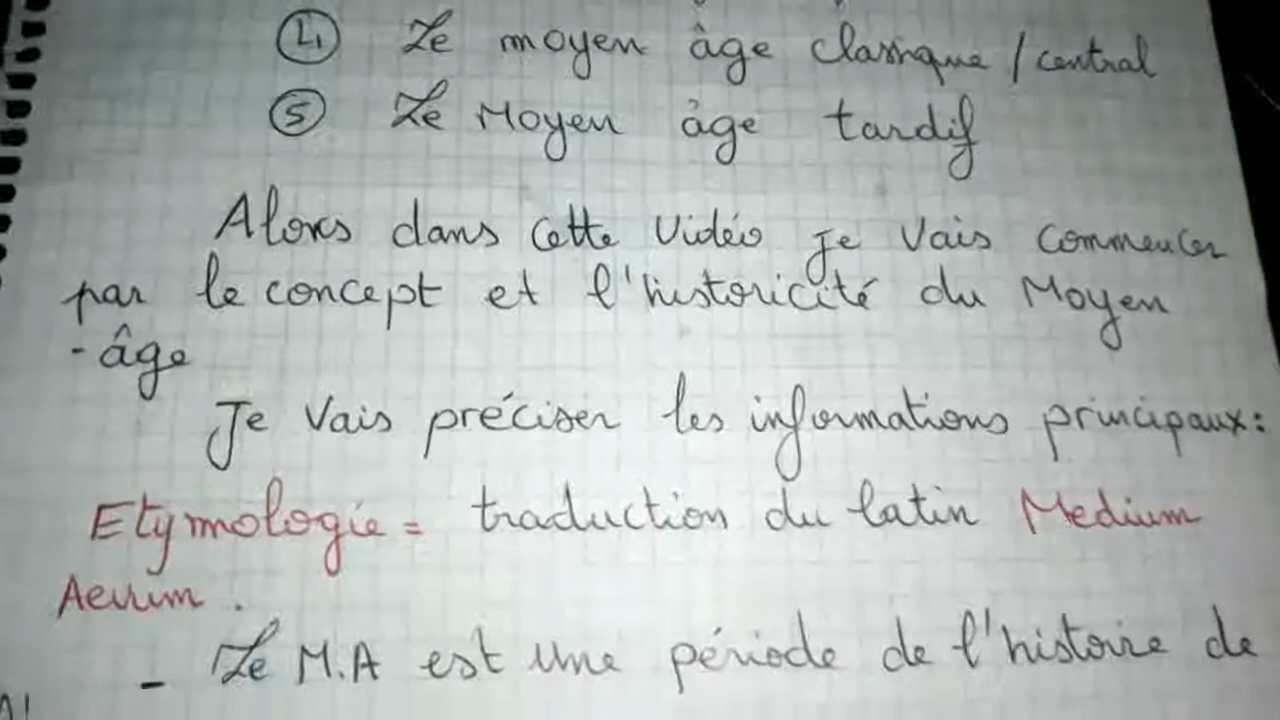 ④ Le moyen âge classique / central
⑤ Le Moyen âge tardif
Alors dans cette vidéo je vais commencer
par le concept et l'historicité du Moyen
-âge
Je vais préciser les informations principaux:
Etymologie = traduction du latin Medium
Aevum.
- Le M.A est une période de l'histoire de